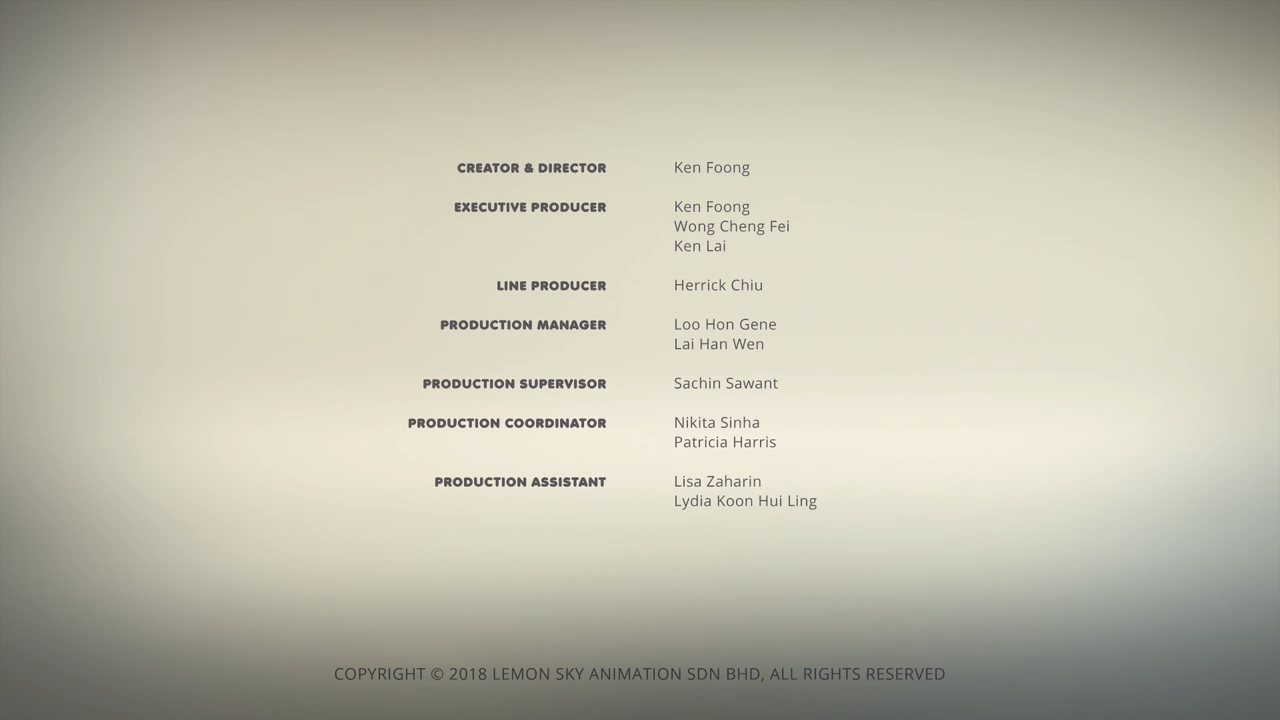 CREATOR & DIRECTOR Ken Foong
EXECUTIVE PRODUCER Ken Foong
Wong Cheng Fei
Ken Lai
LINE PRODUCER Herrick Chiu
PRODUCTION MANAGER Loo Hon Gene
Lai Han Wen
PRODUCTION SUPERVISOR Sachin Sawant
PRODUCTION COORDINATOR Nikita Sinha
Patricia Harris
PRODUCTION ASSISTANT Lisa Zaharin
Lydia Koon Hui Ling
COPYRIGHT © 2018 LEMON SKY ANIMATION SDN BHD, ALL RIGHTS RESERVED